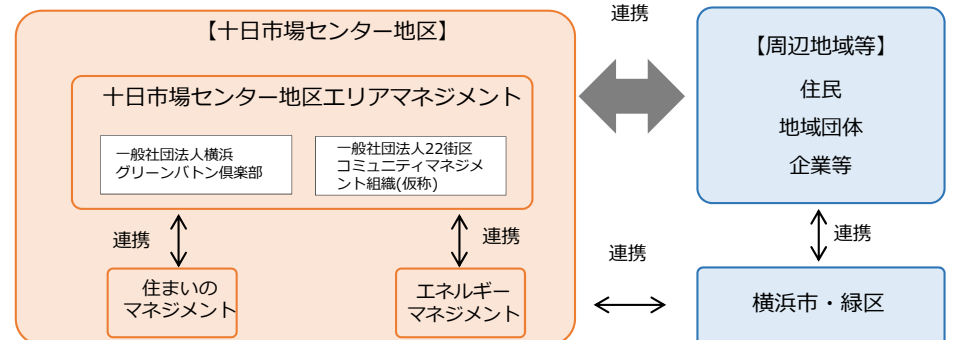 【十日市場センター地区】
十日市場センター地区エリアマネジメント
一般社団法人横浜
グリーンバトン倶楽部
一般社団法人22街区
コミュニティマネジメ
ント組織(仮称)
連携
連携
住まいの
マネジメント
エネルギー
マネジメント
連携
【周辺地域等】
住民
地域団体
企業等
連携
連携
横浜市・緑区